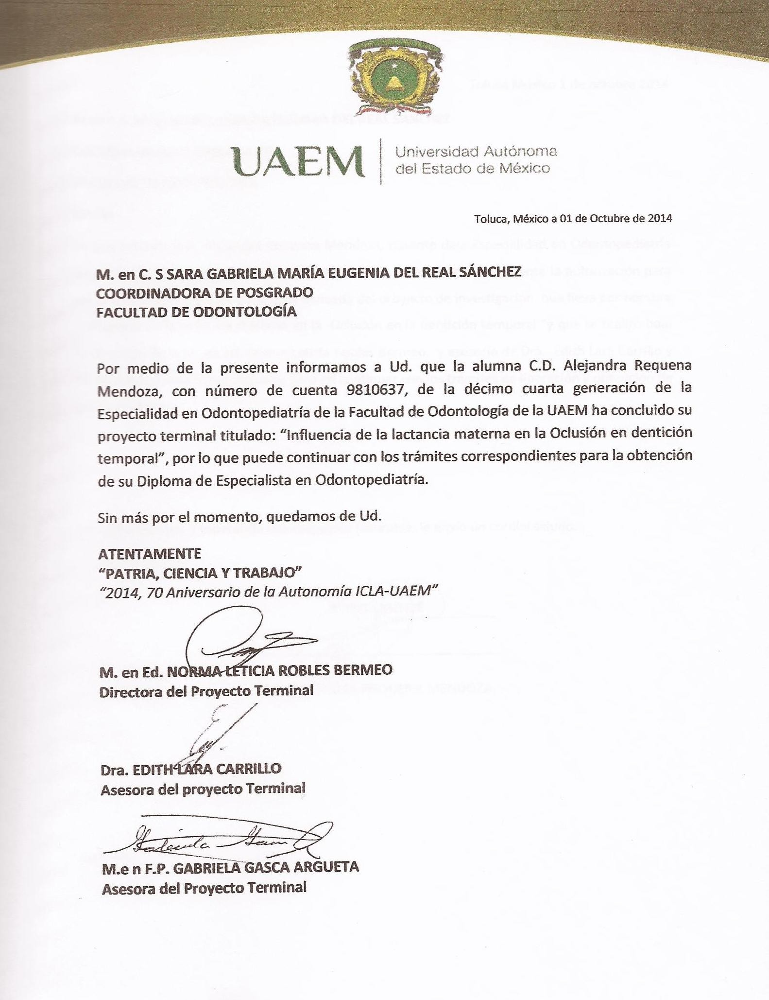 UAEM
Universidad Autónoma
del Estado de México
Toluca, México a 01 de Octubre de 2014
M. en C. S SARA GABRIELA MARÍA EUGENIA DEL REAL SÁNCHEZ
COORDINADORA DE POSGRADO
FACULTAD DE ODONTOLOGÍA
Por medio de la presente informamos a Ud. que la alumna C.D. Alejandra Requena
Mendoza, con número de cuenta 9810637, de la décimo cuarta generación de la
Especialidad en Odontopediatría de la Facultad de Odontología de la UAEM ha concluido su
proyecto terminal titulado: “Influencia de la lactancia materna en la Oclusión en dentición
temporal”, por lo que puede continuar con los trámites correspondientes para la obtención
de su Diploma de Especialista en Odontopediatría.
Sin más por el momento, quedamos de Ud.
ATENTAMENTE
“PATRIA, CIENCIA Y TRABAJO”
“2014, 70 Aniversario de la Autonomía ICLA-UAEM”
M. en Ed. NORMA LETICIA ROBLES BERMEO
Directora del Proyecto Terminal
Dra. EDITH LARA CARRILLO
Asesora del proyecto Terminal
M.e n F.P. GABRIELA GASCA ARGUETA
Asesora del Proyecto Terminal